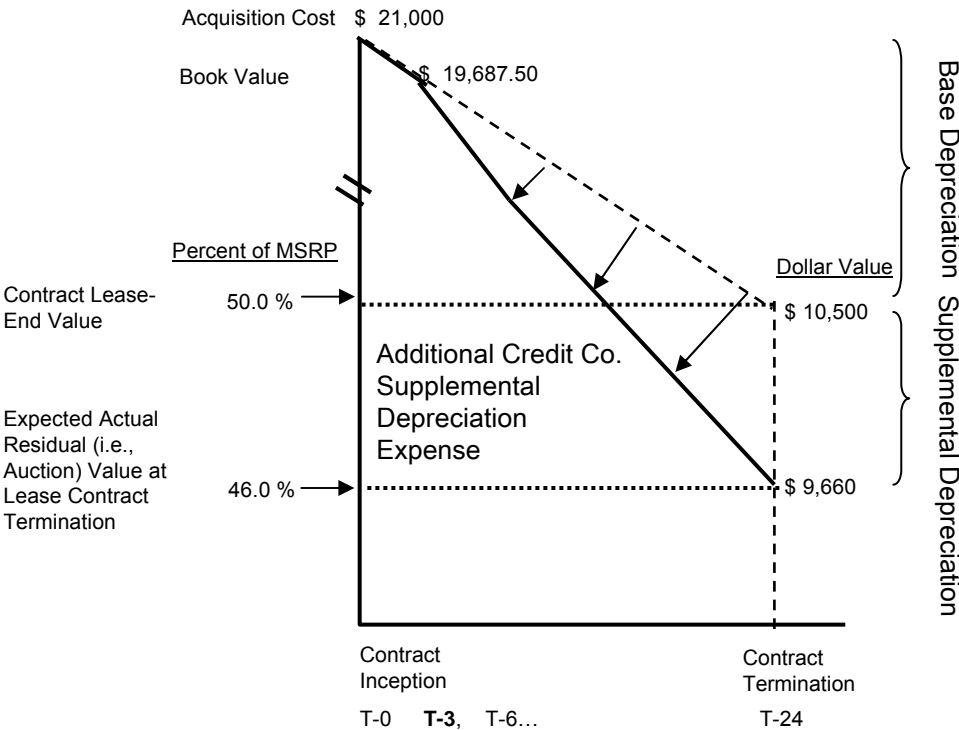 Acquisition Cost $ 21,000
Book Value
$ 19,687.50
Base Depreciation
Supplemental Depreciation
Percent of MSRP
Dollar Value
Contract Lease-
End Value
50.0 %
$ 10,500
Additional Credit Co.
Supplemental
Depreciation
Expense
Expected Actual
Residual (i.e.,
Auction) Value at
Lease Contract
Termination
46.0 %
$ 9,660
Contract
Inception
Contract
Termination
T-0 T-3, T-6... T-24